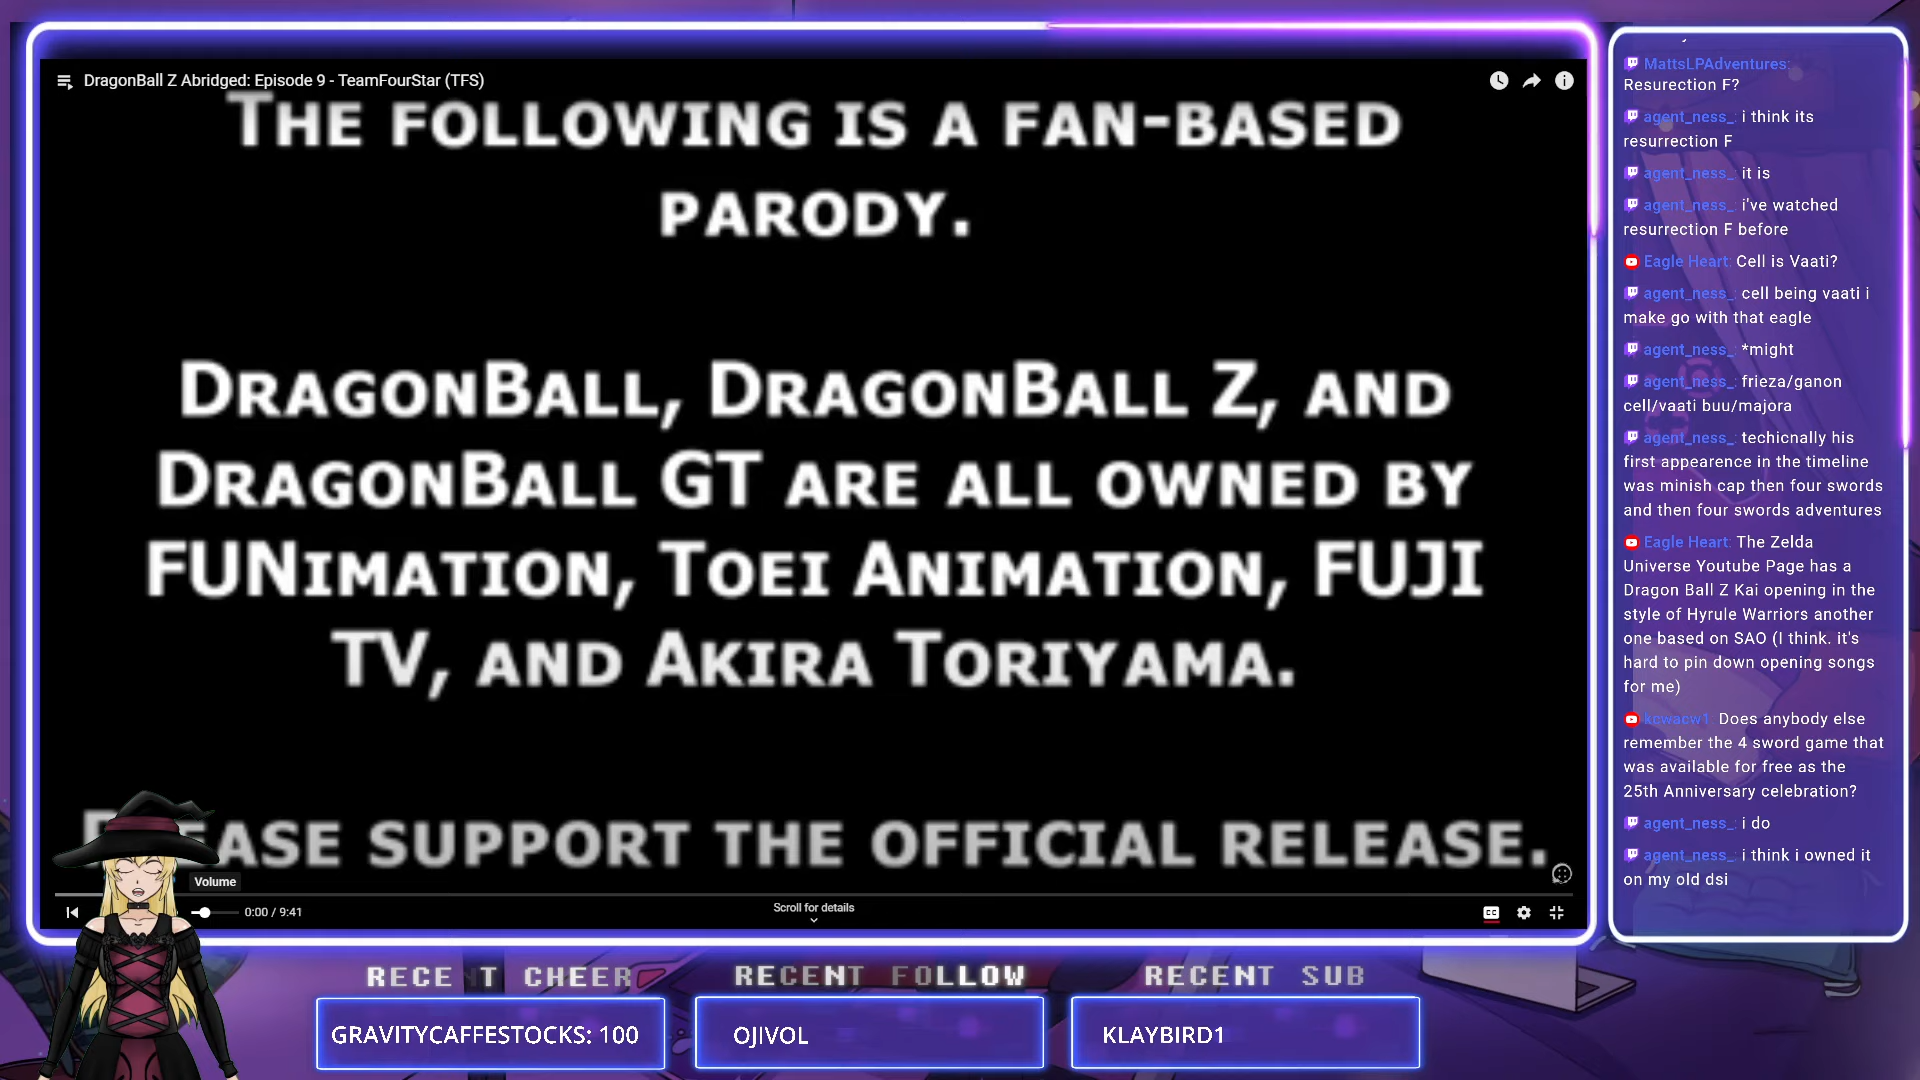 DragonBall Z Abridged: Episode 9 - TeamFourStar (TFS)
THE FOLLOWING IS A FAN-BASED
PARODY.
DRAGONBALL, DRAGONBALL Z, AND
DRAGONBALL GT ARE ALL OWNED BY
FUNIMATION, TOEI ANIMATION, FUJI
TV, AND AKIRA TORIYAMA.
PLEASE SUPPORT THE OFFICIAL RELEASE.
Volume
0:00 / 9:41
Scroll for details
CC
MattsLPAdventures:
Resurection F?
agent_ness_: i think its
resurrection F
agent_ness_: it is
agent_ness_: i've watched
resurrection F before
Eagle Heart: Cell is Vaati?
agent_ness_: cell being vaati i
make go with that eagle
agent_ness_: *might
agent_ness_: frieza/ganon
cell/vaati buu/majora
agent_ness_: techicnally his
first appearence in the timeline
was minish cap then four swords
and then four swords adventures
Eagle Heart: The Zelda
Universe Youtube Page has a
Dragon Ball Z Kai opening in the
style of Hyrule Warriors another
one based on SAO (I think. it's
hard to pin down opening songs
for me)
kcwacw1: Does anybody else
remember the 4 sword game that
was available for free as the
25th Anniversary celebration?
agent_ness_: i do
agent_ness_: i think i owned it
on my old dsi
RECENT CHEER
GRAVITYCAFFESTOCKS: 100
RECENT FOLLOW
OJIVOL
RECENT SUB
KLAYBIRD1